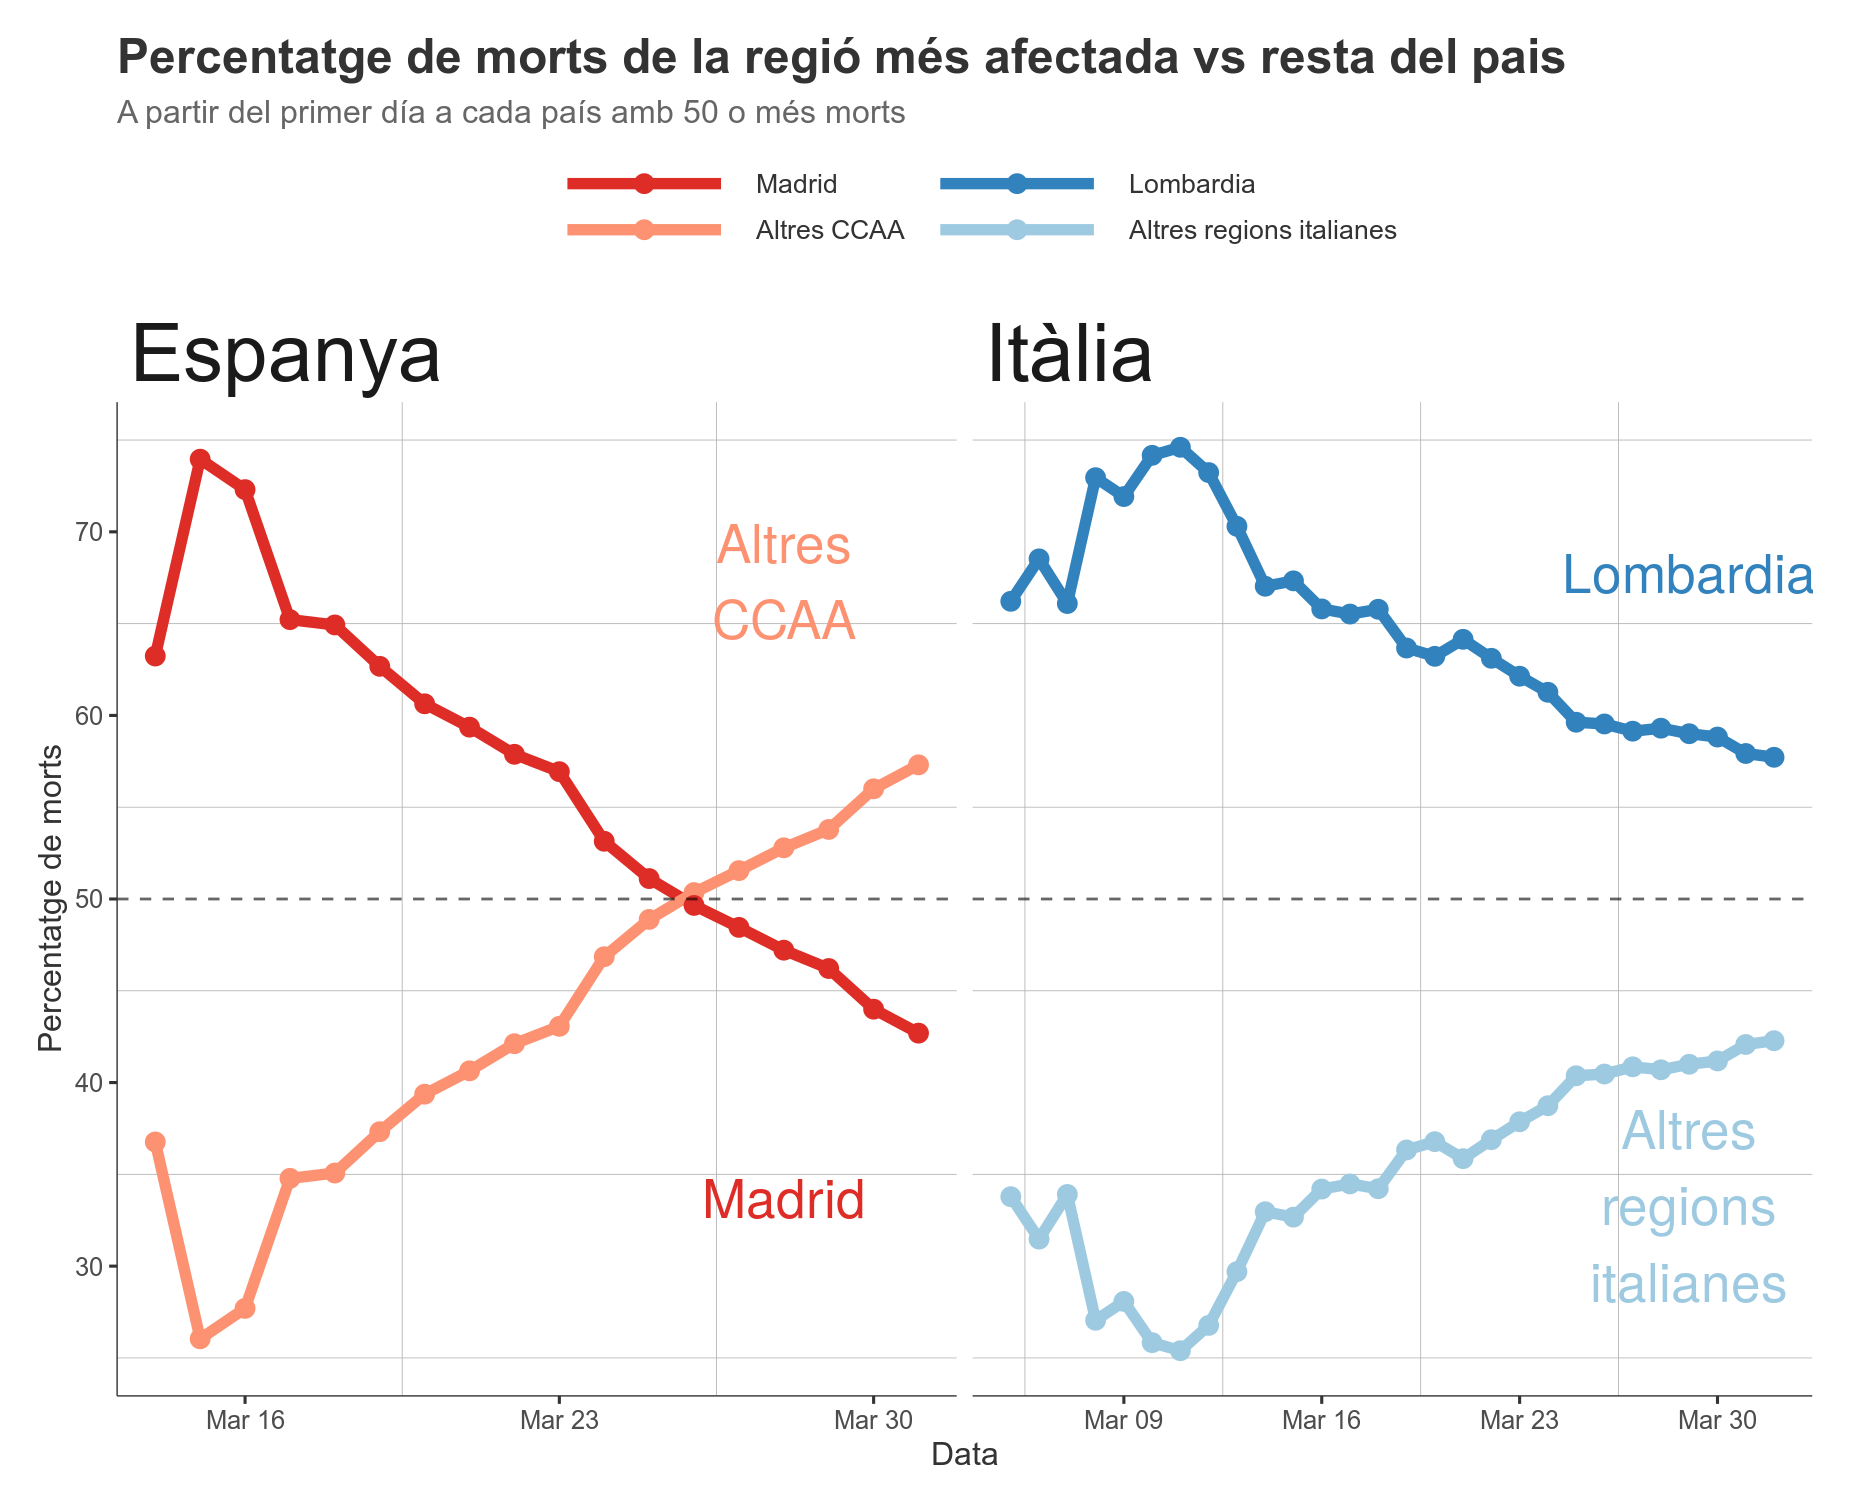 Percentatge de morts de la regió més afectada vs resta del pais
A partir del primer día a cada país amb 50 o més morts
Madrid
Lombardia
Altres CCAA
Altres regions italianes
Espanya
Itàlia
Altres
CCAA
Madrid
Lombardia
Altres
regions
italianes
Percentatge de morts
70
60
50
40
30
Mar 16
Mar 23
Mar 30
Mar 09
Mar 16
Mar 23
Mar 30
Data